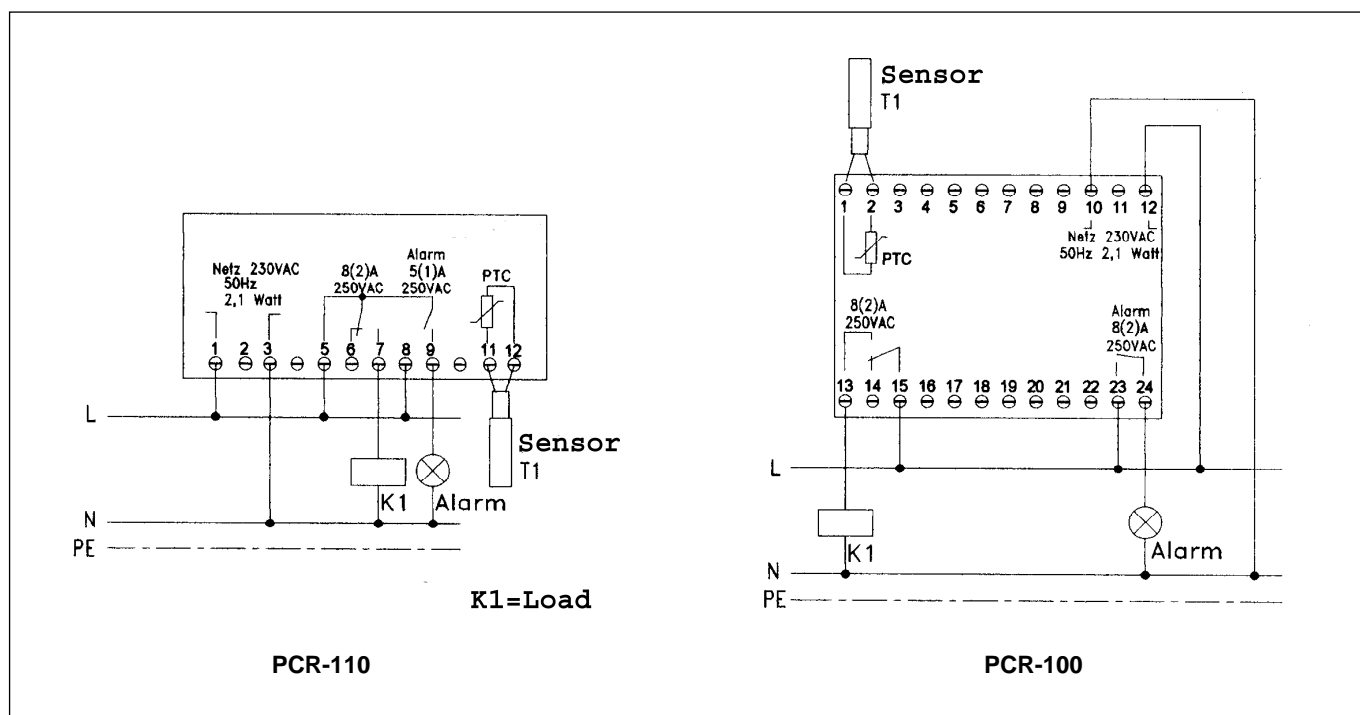 Netz 230VAC
50Hz
2,1 Watt
8(2)A
250VAC
Alarm
5(1)A
250VAC
PTC
1 2 3 5 6 7 8 9 11 12
L
Sensor
T1
K1
Alarm
N
PE
K1=Load
PCR-110
Sensor
T1
1 2 3 4 5 6 7 8 9 10 11 12
Netz 230VAC
50Hz 2,1 Watt
PTC
8(2)A
250VAC
Alarm
8(2)A
250VAC
13 14 15 16 17 18 19 20 21 22 23 24
L
K1
Alarm
N
PE
PCR-100